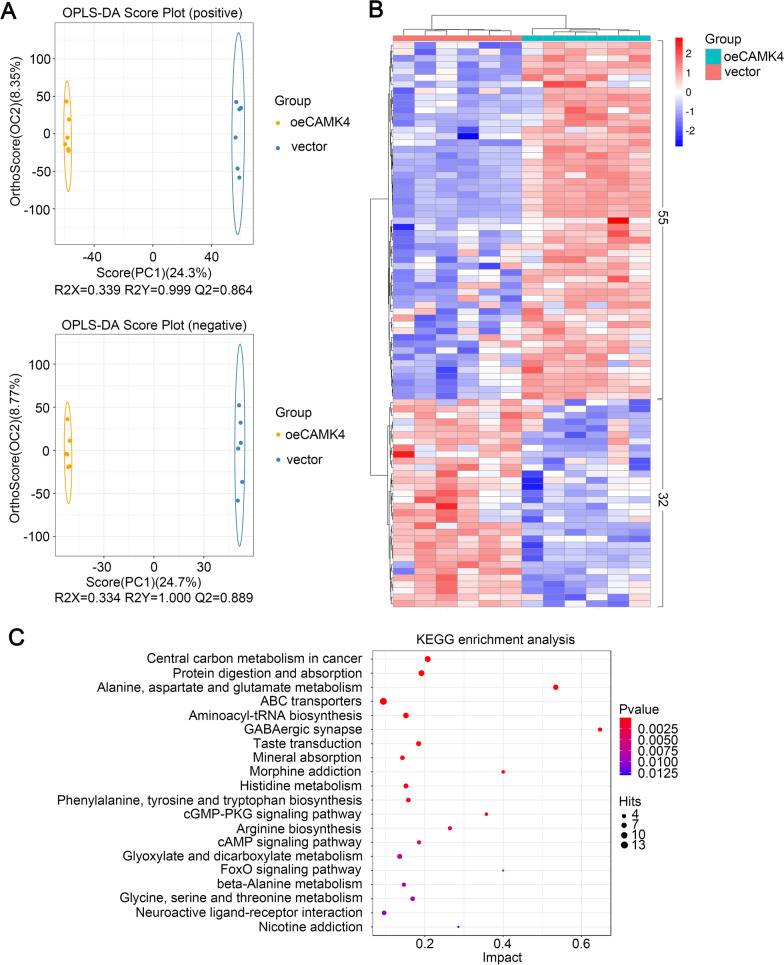 A
OPLS-DA Score Plot (positive)
OrthoScore(OC2)(8.35%)
100
50
0
-50
-100
-40
0
40
Score(PC1)(24.3%)
R2X=0.339 R2Y=0.999 Q2=0.864
Group
oeCAMK4
vector
OPLS-DA Score Plot (negative)
OrthoScore(OC2)(8.77%)
100
50
0
-50
-100
-30
0
30
Score(PC1)(24.7%)
R2X=0.334 R2Y=1.000 Q2=0.889
Group
oeCAMK4
vector
B
55
32
2
1
0
-1
-2
Group
oeCAMK4
vector
C
KEGG enrichment analysis
Central carbon metabolism in cancer
Protein digestion and absorption
Alanine, aspartate and glutamate metabolism
ABC transporters
Aminoacyl-tRNA biosynthesis
GABAergic synapse
Taste transduction
Mineral absorption
Morphine addiction
Histidine metabolism
Phenylalanine, tyrosine and tryptophan biosynthesis
cGMP-PKG signaling pathway
Arginine biosynthesis
cAMP signaling pathway
Glyoxylate and dicarboxylate metabolism
FoxO signaling pathway
beta-Alanine metabolism
Glycine, serine and threonine metabolism
Neuroactive ligand-receptor interaction
Nicotine addiction
0.2
0.4
0.6
Impact
Pvalue
0.0025
0.0050
0.0075
0.0100
0.0125
Hits
4
7
10
13